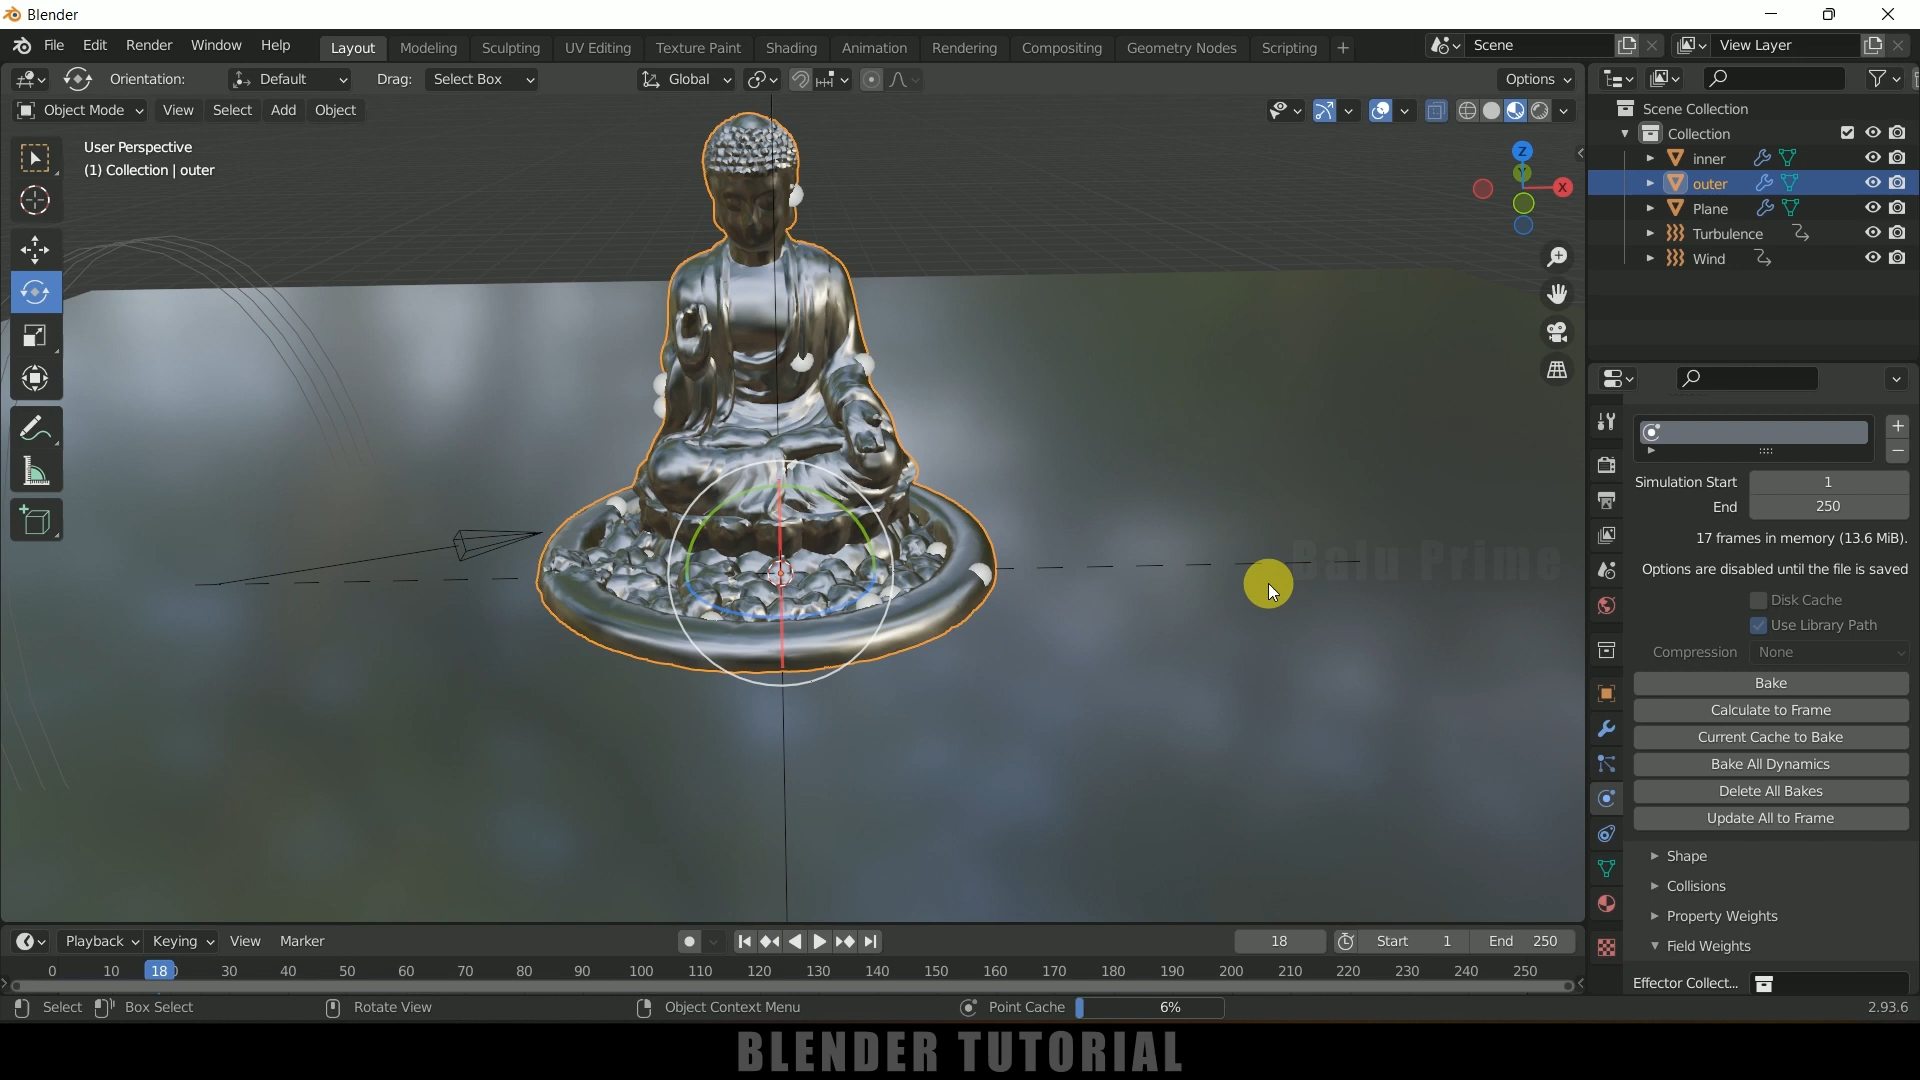 Blender
File Edit Render Window Help Layout Modeling Sculpting UV Editing Texture Paint Shading Animation Rendering Compositing Geometry Nodes Scripting + Scene View Layer
Orientation: Default Drag: Select Box Global Options
Object Mode View Select Add Object
User Perspective
(1) Collection | outer
Z
X
Scene Collection
Collection
inner
outer
Plane
Turbulence
Wind
Simulation Start 1
End 250
17 frames in memory (13.6 MiB).
Options are disabled until the file is saved
Disk Cache
Use Library Path
Compression None
Bake
Calculate to Frame
Current Cache to Bake
Bake All Dynamics
Delete All Bakes
Update All to Frame
Shape
Collisions
Property Weights
Field Weights
Effector Collect...
Balu Prime
Playback Keying View Marker 18 Start 1 End 250
0 10 18 30 40 50 60 70 80 90 100 110 120 130 140 150 160 170 180 190 200 210 220 230 240 250
Select Box Select Rotate View Object Context Menu Point Cache 6% 2.93.6
BLENDER TUTORIAL